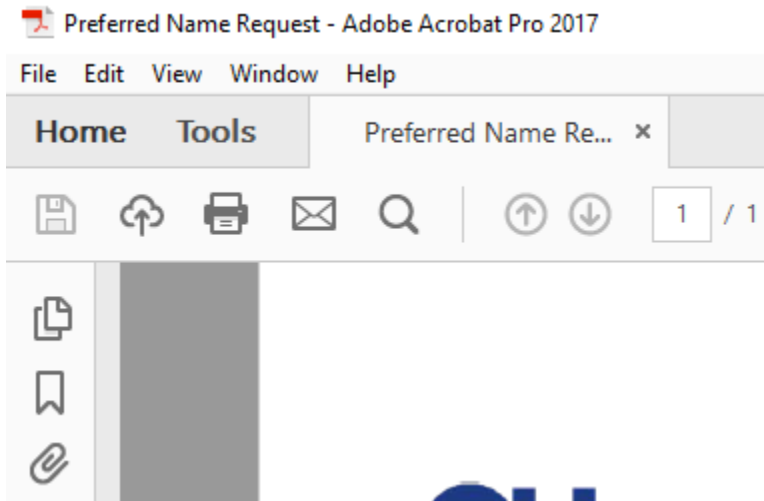 Preferred Name Request - Adobe Acrobat Pro 2017
File Edit View Window Help
Home Tools Preferred Name Re... ×
1 / 1